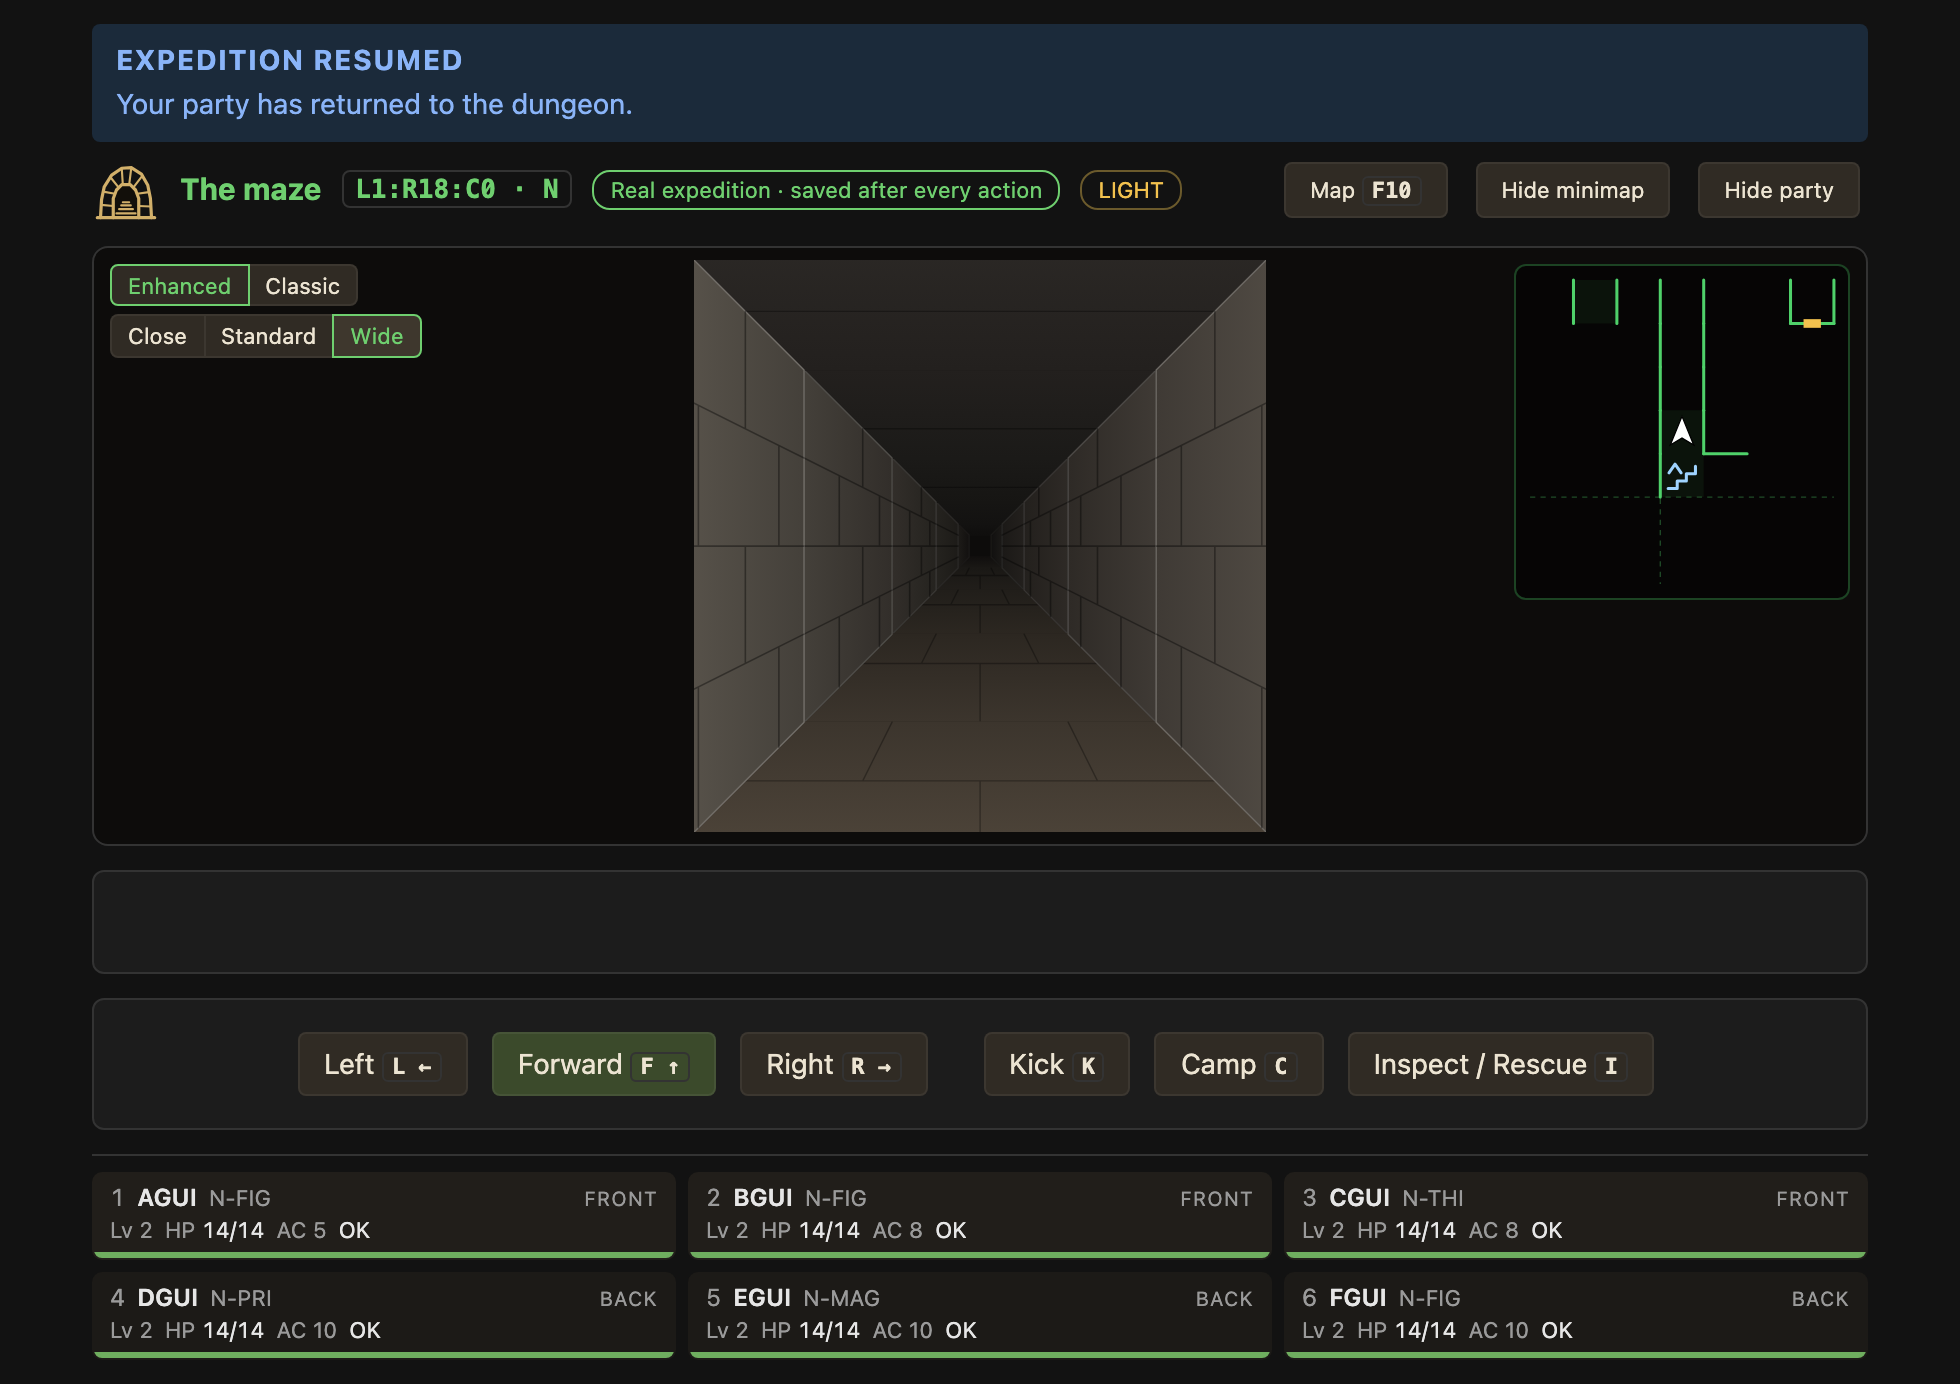 EXPEDITION RESUMED
Your party has returned to the dungeon.
The maze L1:R18:C0 · N Real expedition · saved after every action LIGHT Map F10 Hide minimap Hide party
Enhanced Classic
Close Standard Wide
Left L ← Forward F ↑ Right R → Kick K Camp C Inspect / Rescue I
1 AGUI N-FIG FRONT
Lv 2 HP 14/14 AC 5 OK
2 BGUI N-FIG FRONT
Lv 2 HP 14/14 AC 8 OK
3 CGUI N-THI FRONT
Lv 2 HP 14/14 AC 8 OK
4 DGUI N-PRI BACK
Lv 2 HP 14/14 AC 10 OK
5 EGUI N-MAG BACK
Lv 2 HP 14/14 AC 10 OK
6 FGUI N-FIG BACK
Lv 2 HP 14/14 AC 10 OK